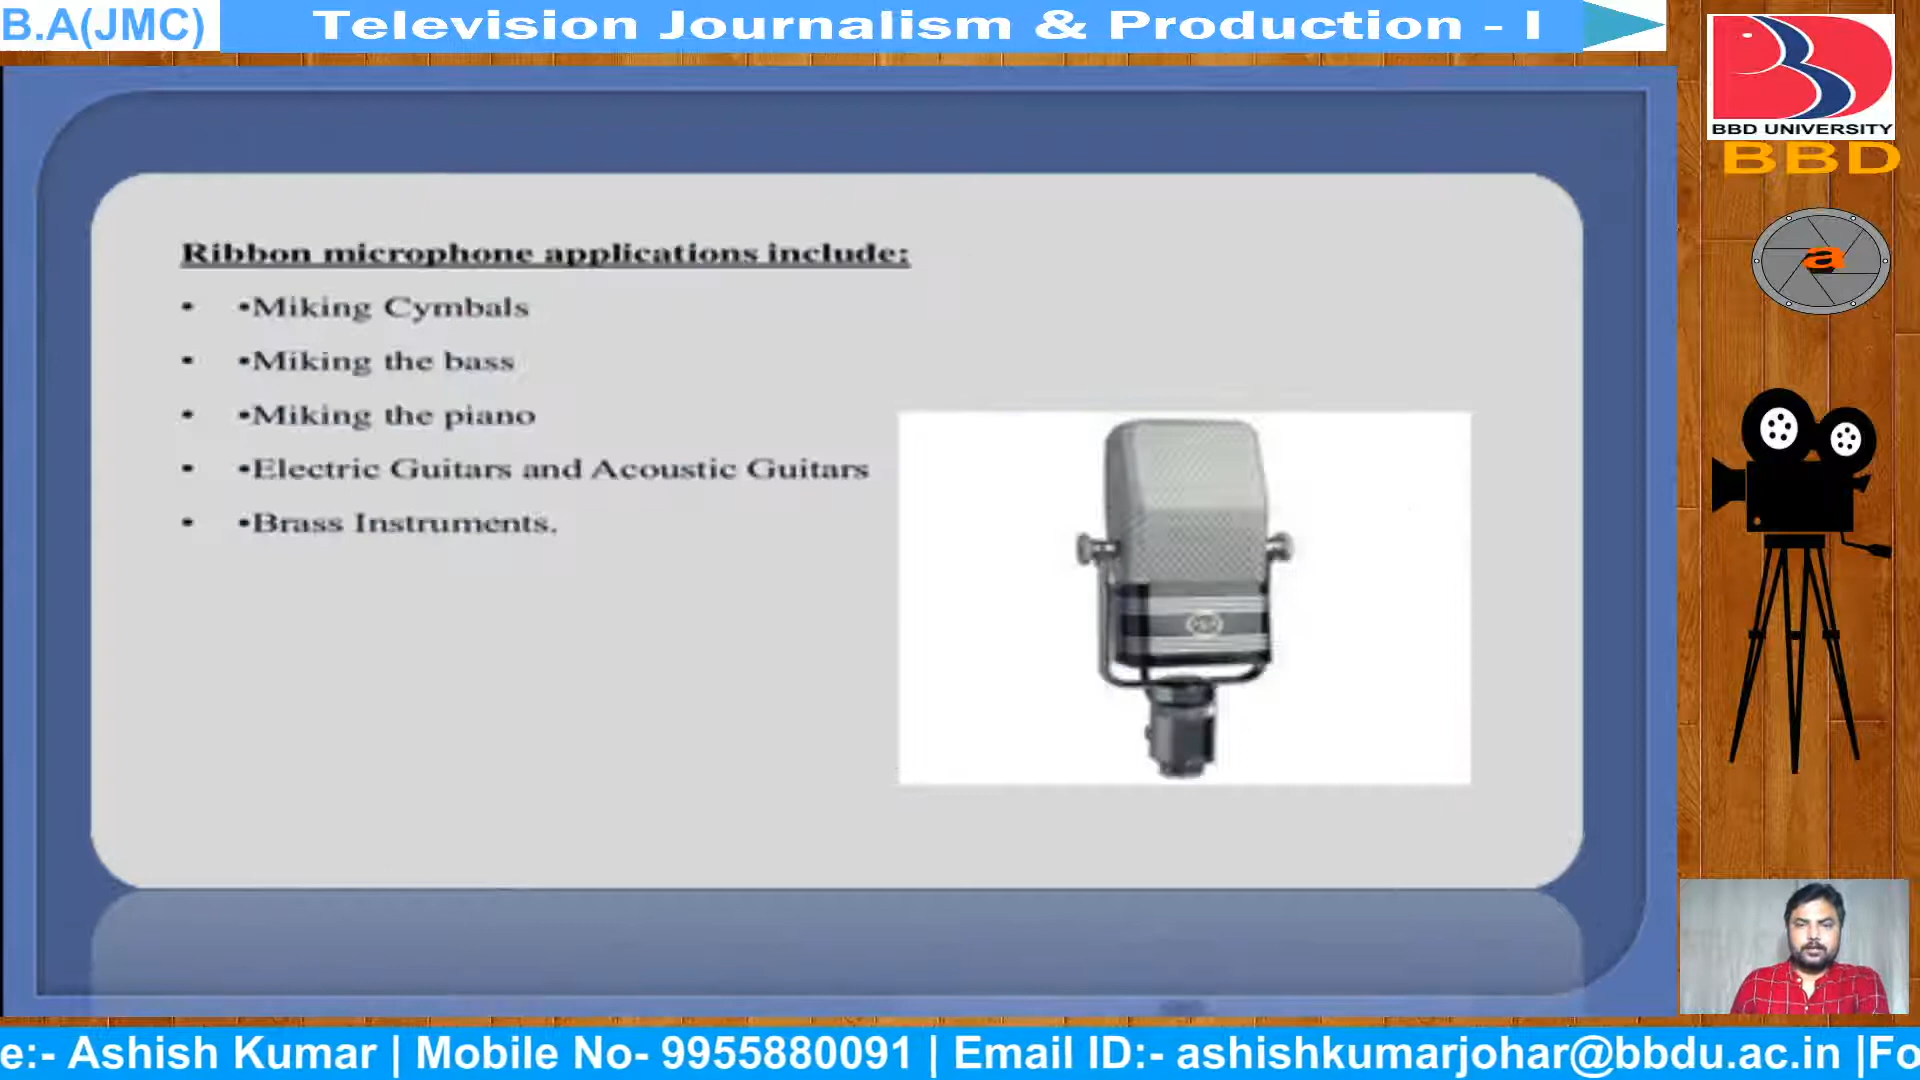 B.A(JMC)
Television Journalism & Production - I
BBD UNIVERSITY
BBD
a
Ribbon microphone applications include:
• •Miking Cymbals
• •Miking the bass
• •Miking the piano
• •Electric Guitars and Acoustic Guitars
• •Brass Instruments.
e:- Ashish Kumar | Mobile No- 9955880091 | Email ID:- ashishkumarjohar@bbdu.ac.in |Fo